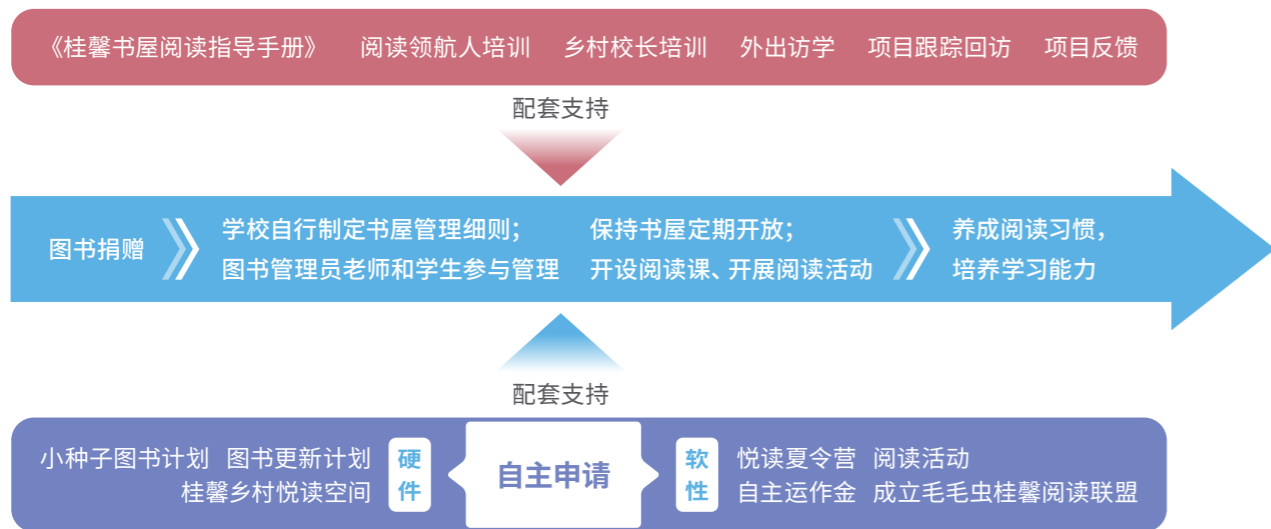 《桂馨书屋阅读指导手册》 阅读领航人培训 乡村校长培训 外出访学 项目跟踪回访 项目反馈
配套支持
图书捐赠
学校自行制定书屋管理细则；
图书管理员老师和学生参与管理
保持书屋定期开放；
开设阅读课、开展阅读活动
养成阅读习惯，
培养学习能力
配套支持
小种子图书计划 图书更新计划
桂馨乡村悦读空间
硬
件
自主申请
软
性
悦读夏令营 阅读活动
自主运作金 成立毛毛虫桂馨阅读联盟